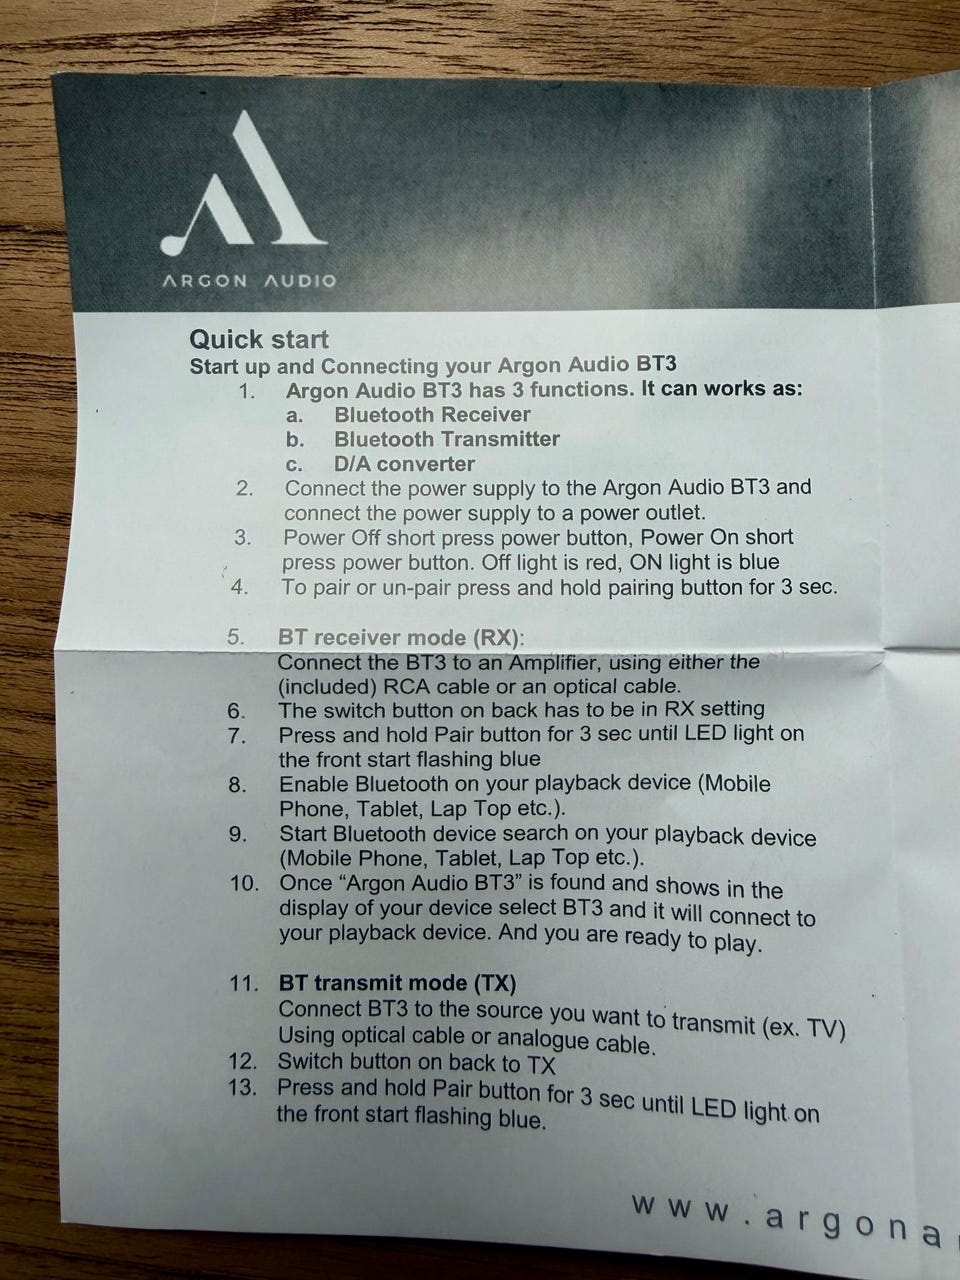 ARGON AUDIO
Quick start
Start up and Connecting your Argon Audio BT3
1. Argon Audio BT3 has 3 functions. It can works as:
a. Bluetooth Receiver
b. Bluetooth Transmitter
c. D/A converter
2. Connect the power supply to the Argon Audio BT3 and
connect the power supply to a power outlet.
3. Power Off short press power button, Power On short
press power button. Off light is red, ON light is blue
4. To pair or un-pair press and hold pairing button for 3 sec.
5. BT receiver mode (RX):
Connect the BT3 to an Amplifier, using either the
(included) RCA cable or an optical cable.
6. The switch button on back has to be in RX setting
7. Press and hold Pair button for 3 sec until LED light on
the front start flashing blue
8. Enable Bluetooth on your playback device (Mobile
Phone, Tablet, Lap Top etc.).
9. Start Bluetooth device search on your playback device
(Mobile Phone, Tablet, Lap Top etc.).
10. Once “Argon Audio BT3” is found and shows in the
display of your device select BT3 and it will connect to
your playback device. And you are ready to play.
11. BT transmit mode (TX)
Connect BT3 to the source you want to transmit (ex. TV)
Using optical cable or analogue cable.
12. Switch button on back to TX
13. Press and hold Pair button for 3 sec until LED light on
the front start flashing blue.
www.argona